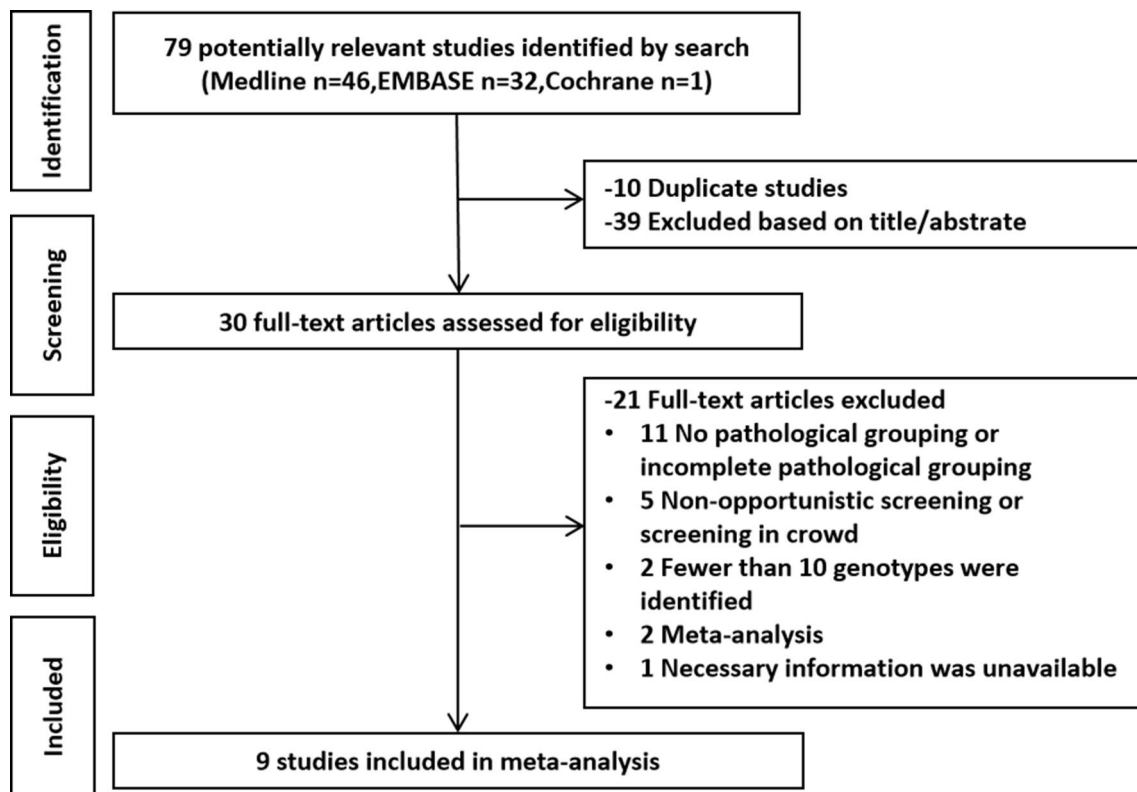 Identification
79 potentially relevant studies identified by search
(Medline n=46,EMBASE n=32,Cochrane n=1)
-10 Duplicate studies
-39 Excluded based on title/abstrate
Screening
30 full-text articles assessed for eligibility
Eligibility
-21 Full-text articles excluded
• 11 No pathological grouping or
incomplete pathological grouping
• 5 Non-opportunistic screening or
screening in crowd
• 2 Fewer than 10 genotypes were
identified
• 2 Meta-analysis
• 1 Necessary information was unavailable
Included
9 studies included in meta-analysis